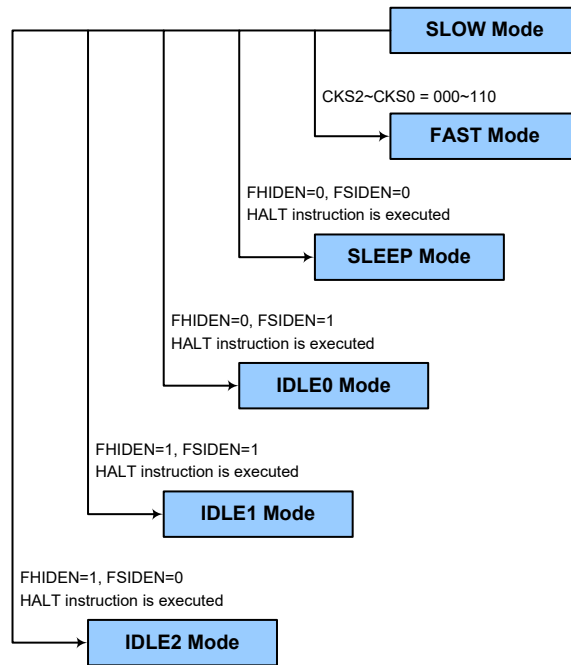 SLOW Mode
CKS2~CKS0 = 000~110
FAST Mode
FHIDEN=0, FSIDEN=0
HALT instruction is executed
SLEEP Mode
FHIDEN=0, FSIDEN=1
HALT instruction is executed
IDLE0 Mode
FHIDEN=1, FSIDEN=1
HALT instruction is executed
IDLE1 Mode
FHIDEN=1, FSIDEN=0
HALT instruction is executed
IDLE2 Mode